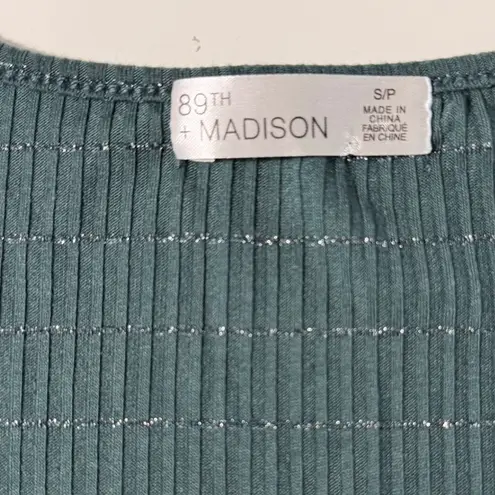 89TH
+ MADISON
S/P
MADE IN
CHINA
FABRIQUÉ
EN CHINE